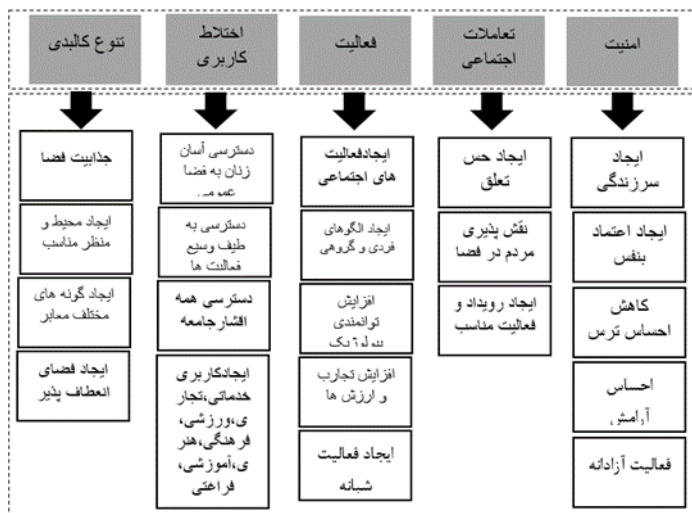 امنیت
تعاملات
اجتماعی
فعالیت
اختلاط
کاربری
تنوع کالبدی
ایجاد
سرزندگی
ایجاد اعتماد
بنفس
کاهش
احساس ترس
احساس
آرامش
فعالیت آزادانه
ایجاد حس
تعلق
نقش پذیری
مردم در فضا
ایجاد رویداد و
فعالیت مناسب
ایجادفعالیت
های اجتماعی
ایجاد الگوهای
فردی و گروهی
افزایش
توانمندی
افزایش تجارب
و ارزش ها
ایجاد فعالیت
شبانه
دسترسی آسان
زنان به فضا
عمومی
دسترسی به
طیف وسیع
فعالیت ها
دسترسی همه
اقشارجامعه
ایجادکاربری
خدماتی،تجار
ی،ورزشی،
فرهنگی،هنر
ی،آموزشی،
فراغتی
جذابیت فضا
ایجاد محیط و
منظر مناسب
ایجاد گونه های
مختلف معابر
ایجاد فضای
انعطاف پذیر